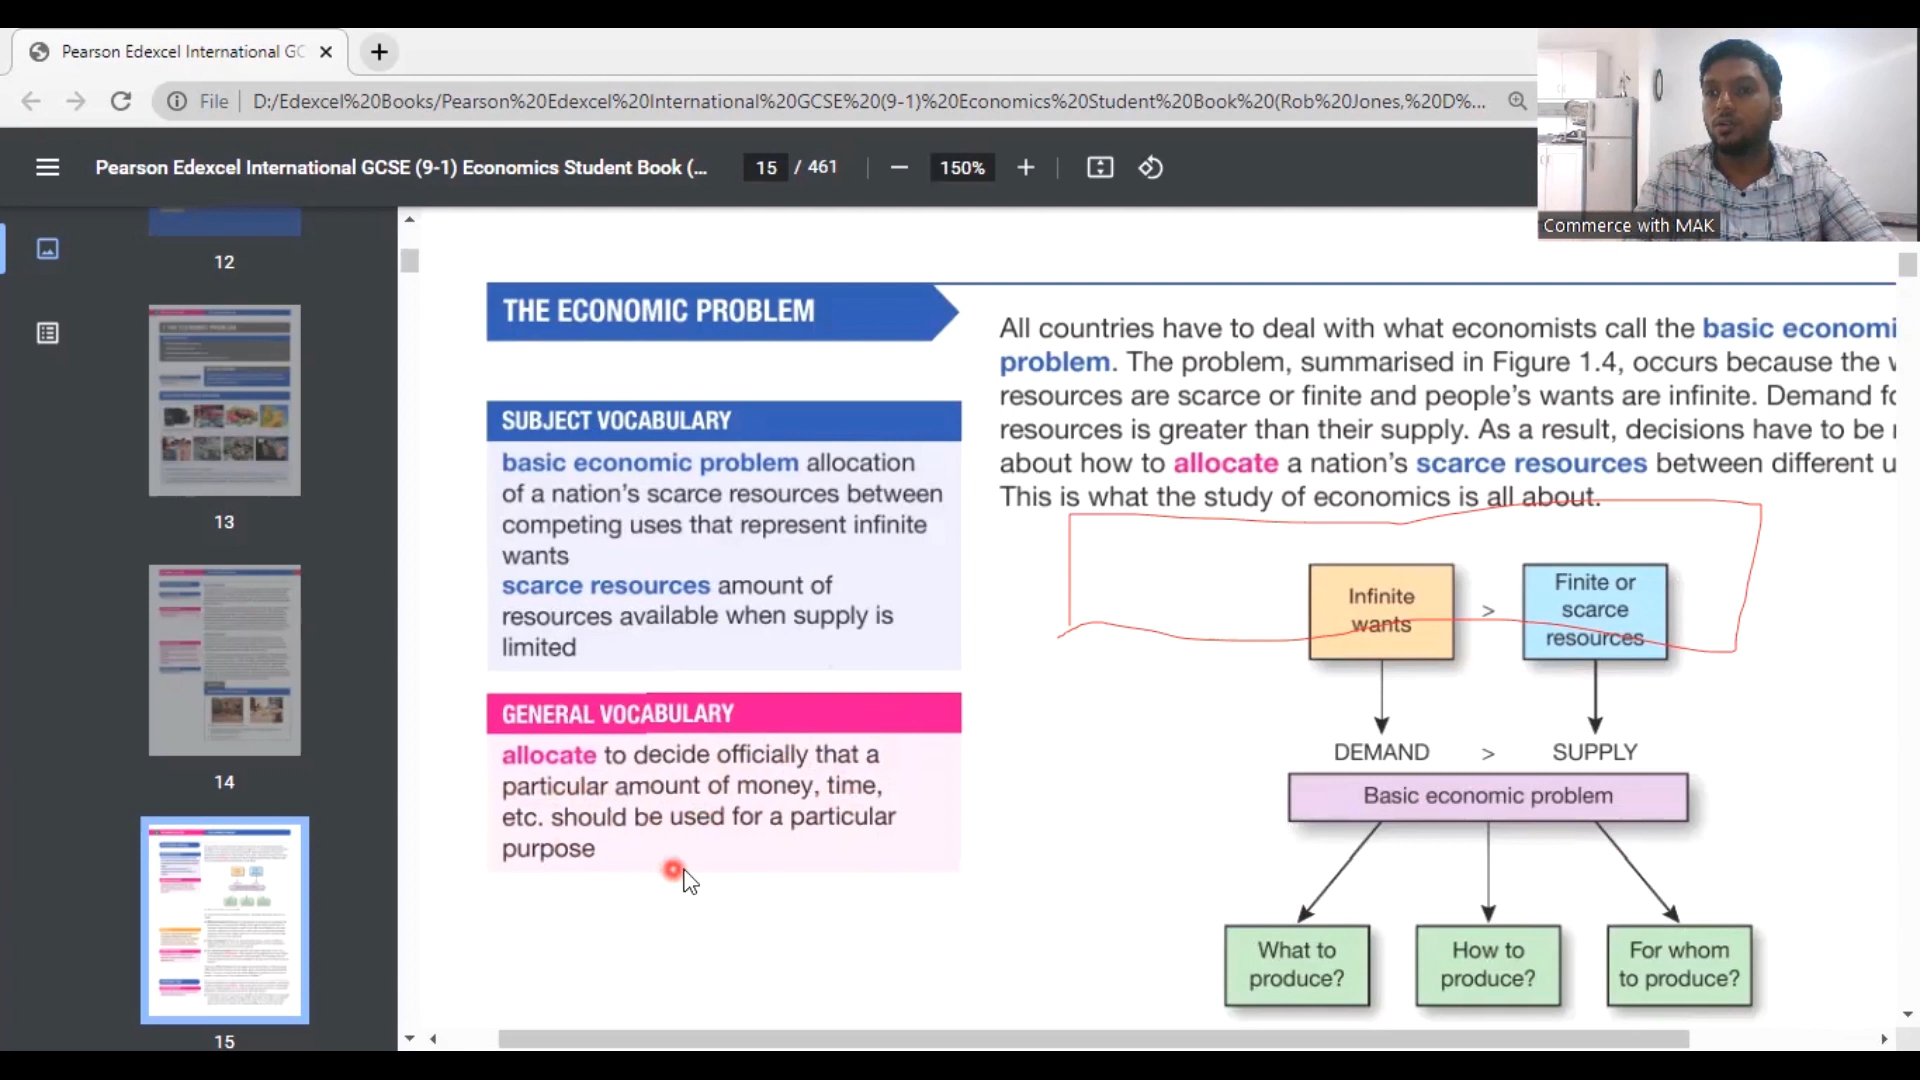 Pearson Edexcel International GC
File
D:/Edexcel%20Books/Pearson%20Edexcel%20International%20GCSE%20(9-1)%20Economics%20Student%20Book%20(Rob%20Jones,%20D%...
Commerce with MAK
Pearson Edexcel International GCSE (9-1) Economics Student Book (...
15 / 461
150%
12
13
14
15
THE ECONOMIC PROBLEM
SUBJECT VOCABULARY
basic economic problem allocation
of a nation's scarce resources between
competing uses that represent infinite
wants
scarce resources amount of
resources available when supply is
limited
GENERAL VOCABULARY
allocate to decide officially that a
particular amount of money, time,
etc. should be used for a particular
purpose
All countries have to deal with what economists call the basic economi
problem. The problem, summarised in Figure 1.4, occurs because the
resources are scarce or finite and people's wants are infinite. Demand
resources is greater than their supply. As a result, decisions have to be
about how to allocate a nation's scarce resources between different
This is what the study of economics is all about.
Infinite
wants
>
Finite or
scarce
resources
DEMAND > SUPPLY
Basic economic problem
What to
produce?
How to
produce?
For whom
to produce?